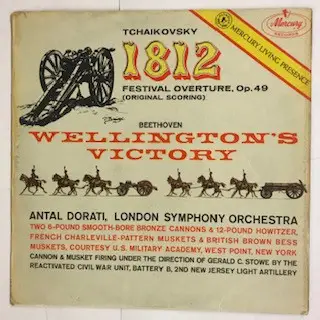 TCHAIKOVSKY
Mercury
RECORDS
MERCURY LIVING PRESENCE
1812
FESTIVAL OVERTURE, Op. 49
(ORIGINAL SCORING)
BEETHOVEN
WELLINGTON'S
VICTORY
ANTAL DORATI, LONDON SYMPHONY ORCHESTRA
TWO 6-POUND SMOOTH-BORE BRONZE CANNONS & 12-POUND HOWITZER,
FRENCH CHARLEVILLE-PATTERN MUSKETS & BRITISH BROWN BESS
MUSKETS, COURTESY U.S. MILITARY ACADEMY, WEST POINT, NEW YORK
CANNON & MUSKET FIRING UNDER THE DIRECTION OF GERALD C. STOWE BY THE
REACTIVATED CIVIL WAR UNIT, BATTERY B, 2ND NEW JERSEY LIGHT ARTILLERY